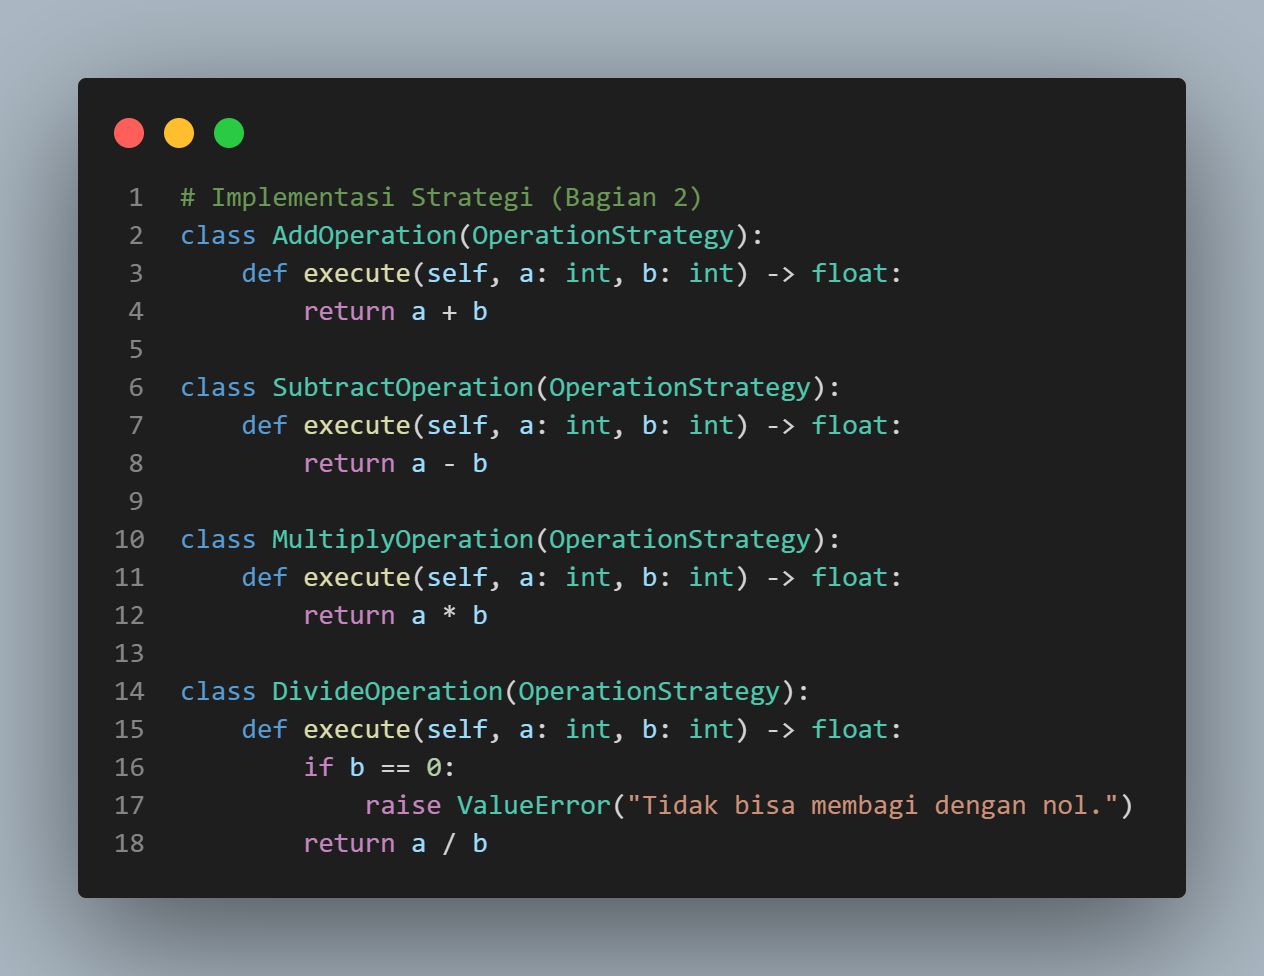 1 # Implementasi Strategi (Bagian 2)
2 class AddOperation(OperationStrategy):
3     def execute(self, a: int, b: int) -> float:
4         return a + b
5
6 class SubtractOperation(OperationStrategy):
7     def execute(self, a: int, b: int) -> float:
8         return a - b
9
10 class MultiplyOperation(OperationStrategy):
11     def execute(self, a: int, b: int) -> float:
12         return a * b
13
14 class DivideOperation(OperationStrategy):
15     def execute(self, a: int, b: int) -> float:
16         if b == 0:
17             raise ValueError("Tidak bisa membagi dengan nol.")
18         return a / b